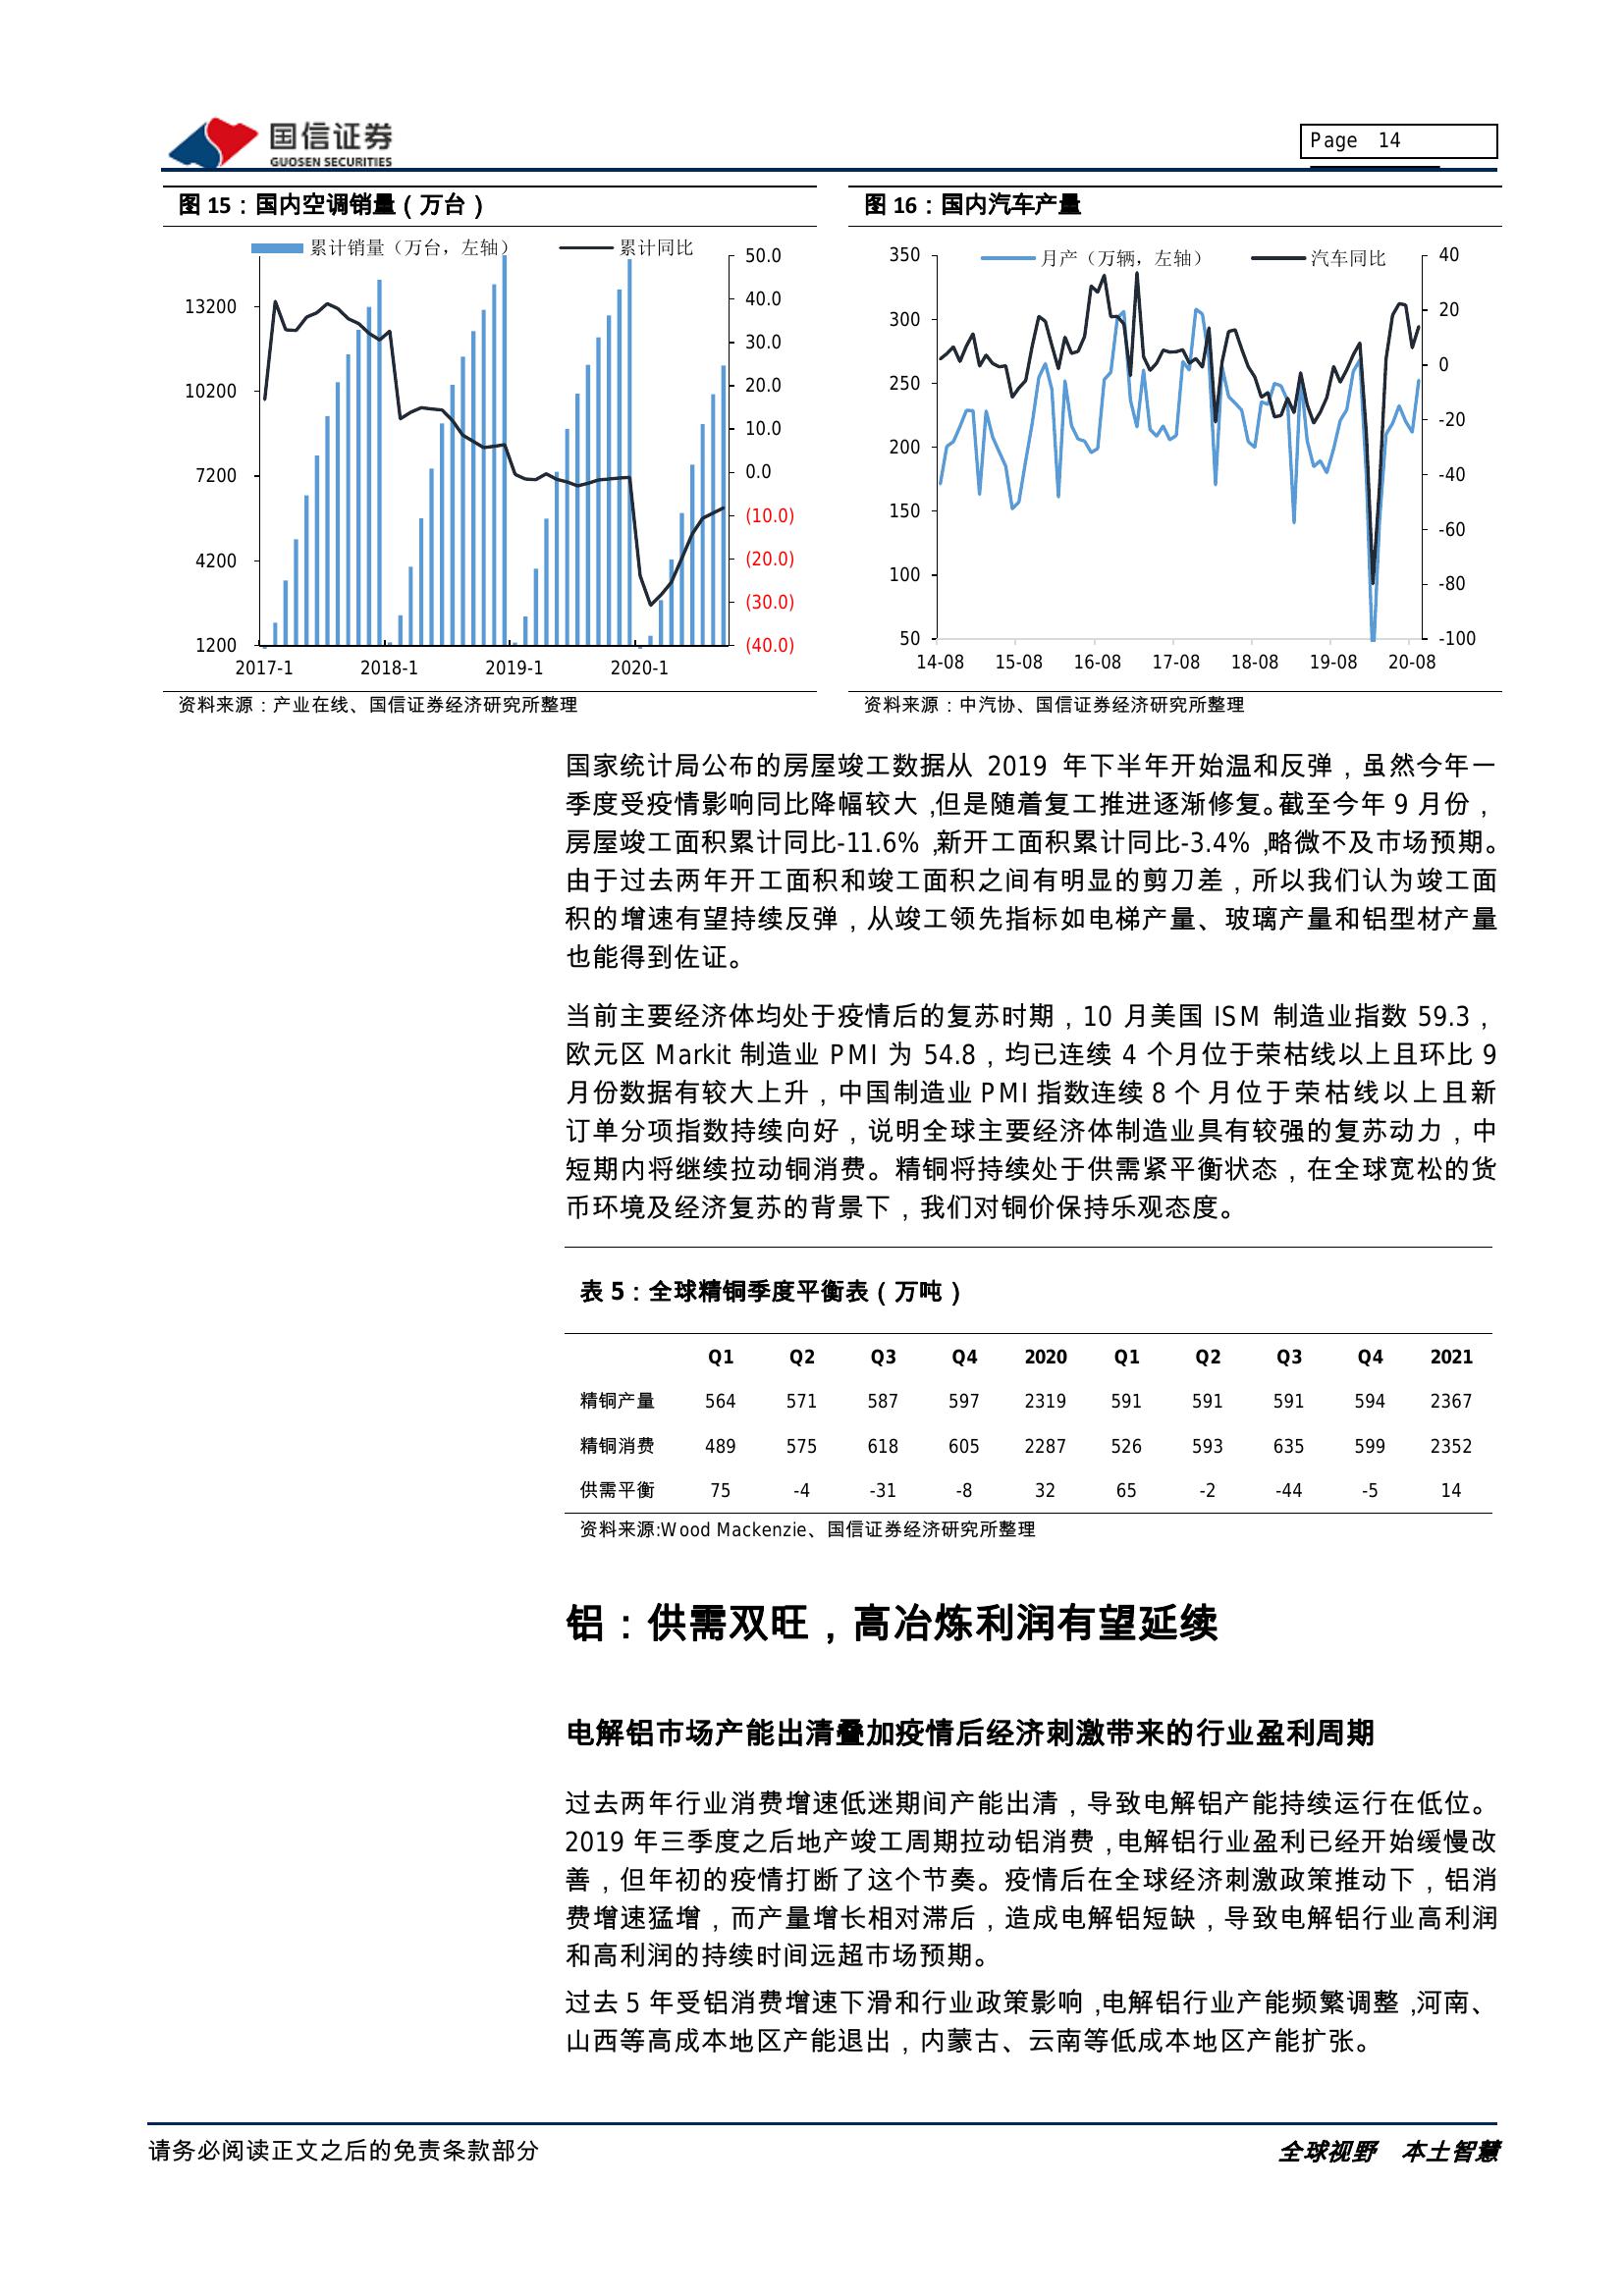 国信证券
GUOSEN SECURITIES
Page 14
图 15：国内空调销量（万台）
累计销量（万台，左轴） 累计同比
13200
10200
7200
4200
1200
50.0
40.0
30.0
20.0
10.0
0.0
(10.0)
(20.0)
(30.0)
(40.0)
2017-1 2018-1 2019-1 2020-1
资料来源：产业在线、国信证券经济研究所整理
图 16：国内汽车产量
月产（万辆，左轴） 汽车同比
350
300
250
200
150
100
50
40
20
0
-20
-40
-60
-80
-100
14-08 15-08 16-08 17-08 18-08 19-08 20-08
资料来源：中汽协、国信证券经济研究所整理
国家统计局公布的房屋竣工数据从 2019 年下半年开始温和反弹，虽然今年一
季度受疫情影响同比降幅较大，但是随着复工推进逐渐修复。截至今年 9 月份，
房屋竣工面积累计同比-11.6%，新开工面积累计同比-3.4%，略微不及市场预期。
由于过去两年开工面积和竣工面积之间有明显的剪刀差，所以我们认为竣工面
积的增速有望持续反弹，从竣工领先指标如电梯产量、玻璃产量和铝型材产量
也能得到佐证。
当前主要经济体均处于疫情后的复苏时期，10 月美国 ISM 制造业指数 59.3，
欧元区 Markit 制造业 PMI 为 54.8，均已连续 4 个月位于荣枯线以上且环比 9
月份数据有较大上升，中国制造业 PMI 指数连续 8 个月位于荣枯线以上且新
订单分项指数持续向好，说明全球主要经济体制造业具有较强的复苏动力，中
短期内将继续拉动铜消费。精铜将持续处于供需紧平衡状态，在全球宽松的货
币环境及经济复苏的背景下，我们对铜价保持乐观态度。
表 5：全球精铜季度平衡表（万吨）
Q1 Q2 Q3 Q4 2020 Q1 Q2 Q3 Q4 2021
精铜产量 564 571 587 597 2319 591 591 591 594 2367
精铜消费 489 575 618 605 2287 526 593 635 599 2352
供需平衡 75 -4 -31 -8 32 65 -2 -44 -5 14
资料来源:Wood Mackenzie、国信证券经济研究所整理
铝：供需双旺，高冶炼利润有望延续
电解铝市场产能出清叠加疫情后经济刺激带来的行业盈利周期
过去两年行业消费增速低迷期间产能出清，导致电解铝产能持续运行在低位。
2019 年三季度之后地产竣工周期拉动铝消费，电解铝行业盈利已经开始缓慢改
善，但年初的疫情打断了这个节奏。疫情后在全球经济刺激政策推动下，铝消
费增速猛增，而产量增长相对滞后，造成电解铝短缺，导致电解铝行业高利润
和高利润的持续时间远超市场预期。
过去 5 年受铝消费增速下滑和行业政策影响，电解铝行业产能频繁调整，河南、
山西等高成本地区产能退出，内蒙古、云南等低成本地区产能扩张。
请务必阅读正文之后的免责条款部分
全球视野 本土智慧